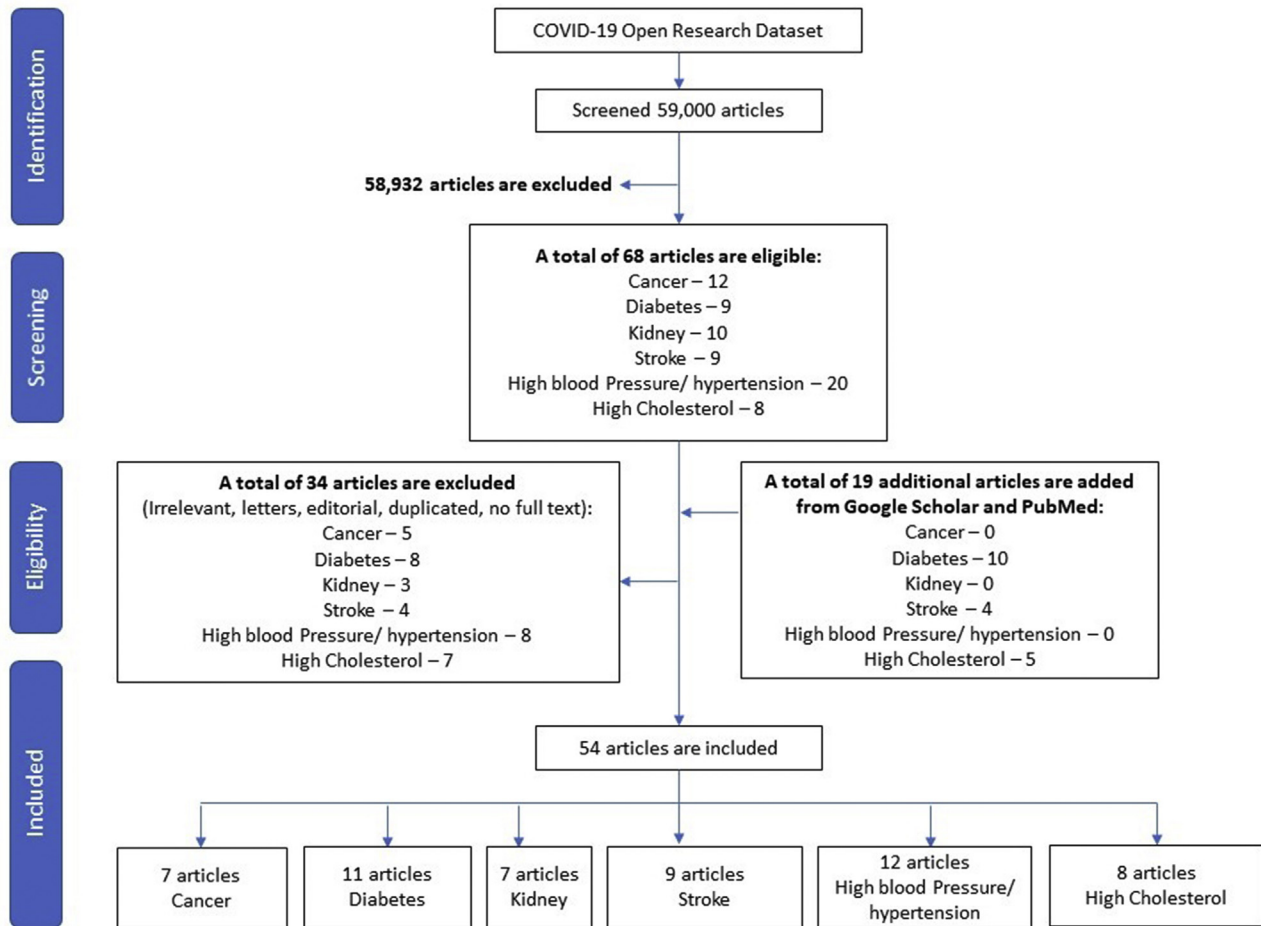 Identification
COVID-19 Open Research Dataset
Screened 59,000 articles
58,932 articles are excluded
Screening
A total of 68 articles are eligible:
Cancer – 12
Diabetes – 9
Kidney – 10
Stroke – 9
High blood Pressure/ hypertension – 20
High Cholesterol – 8
Eligibility
A total of 34 articles are excluded
(Irrelevant, letters, editorial, duplicated, no full text):
Cancer – 5
Diabetes – 8
Kidney – 3
Stroke – 4
High blood Pressure/ hypertension – 8
High Cholesterol – 7
A total of 19 additional articles are added
from Google Scholar and PubMed:
Cancer – 0
Diabetes – 10
Kidney – 0
Stroke – 4
High blood Pressure/ hypertension – 0
High Cholesterol – 5
Included
54 articles are included
7 articles
Cancer
11 articles
Diabetes
7 articles
Kidney
9 articles
Stroke
12 articles
High blood Pressure/
hypertension
8 articles
High Cholesterol